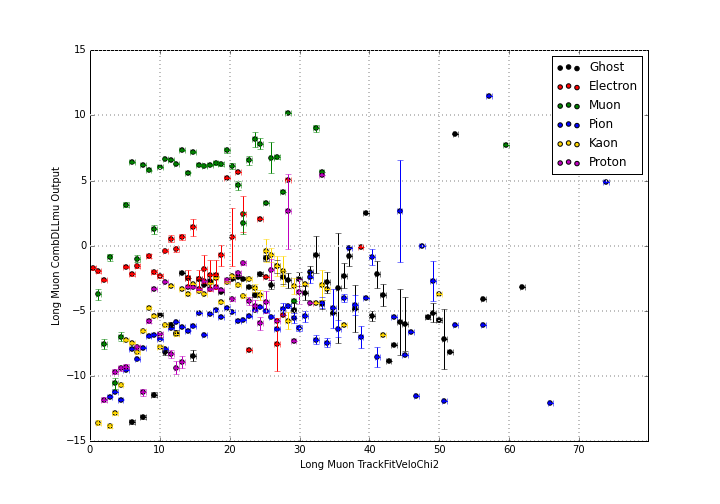 15
10
5
0
−5
−10
−15
Long Muon CombDLLmu Output
Ghost
Electron
Muon
Pion
Kaon
Proton
0 10 20 30 40 50 60 70
Long Muon TrackFitVeloChi2